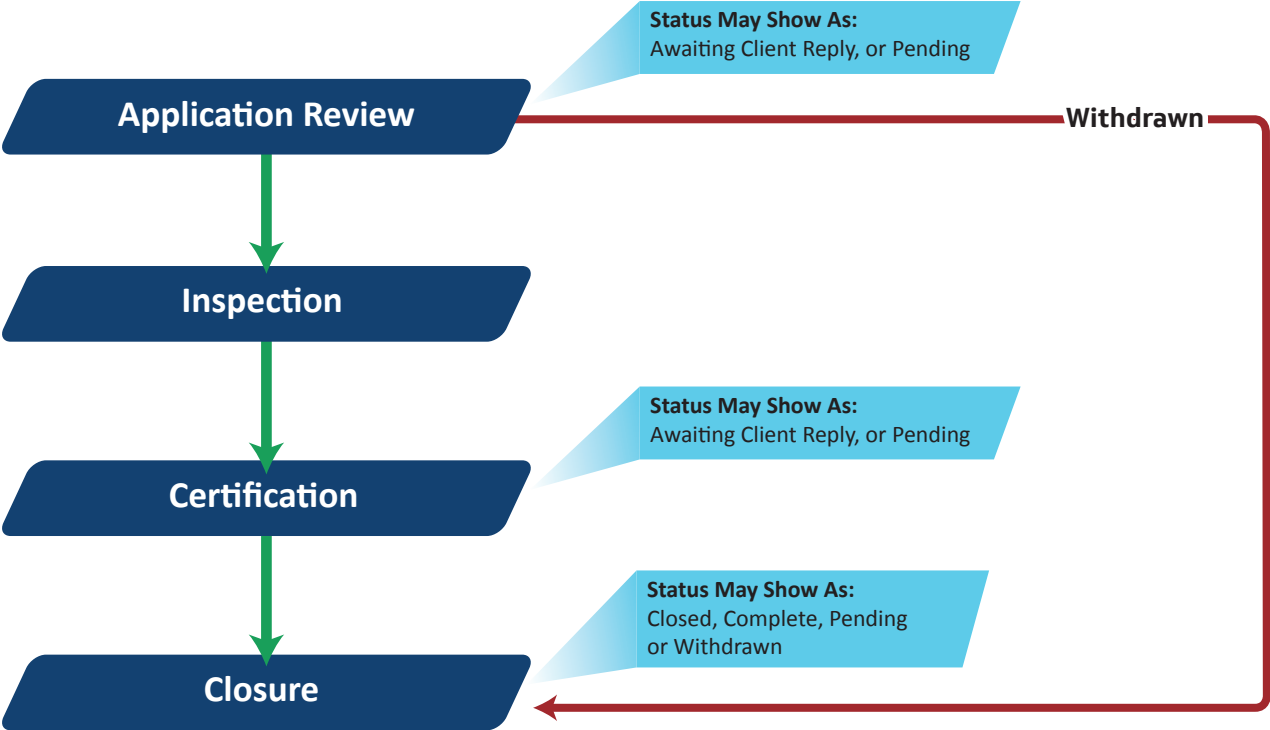 Status May Show As:
Awaiting Client Reply, or Pending
Application Review
Withdrawn
Inspection
Status May Show As:
Awaiting Client Reply, or Pending
Certification
Status May Show As:
Closed, Complete, Pending
or Withdrawn
Closure